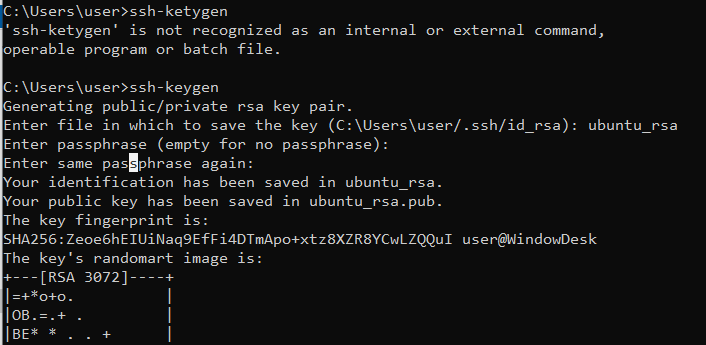 C:\Users\user>ssh-ketygen
'ssh-ketygen' is not recognized as an internal or external command,
operable program or batch file.
C:\Users\user>ssh-keygen
Generating public/private rsa key pair.
Enter file in which to save the key (C:\Users\user/.ssh/id_rsa): ubuntu_rsa
Enter passphrase (empty for no passphrase):
Enter same passphrase again:
Your identification has been saved in ubuntu_rsa.
Your public key has been saved in ubuntu_rsa.pub.
The key fingerprint is:
SHA256:Zeoe6hEIUiNaq9EfFi4DTmApo+xtz8XZR8YCwLZQQuI user@WindowDesk
The key's randomart image is:
+---[RSA 3072]----+
|=+*o+o.          |
|OB.=.+ .         |
|BE* * . . +      |